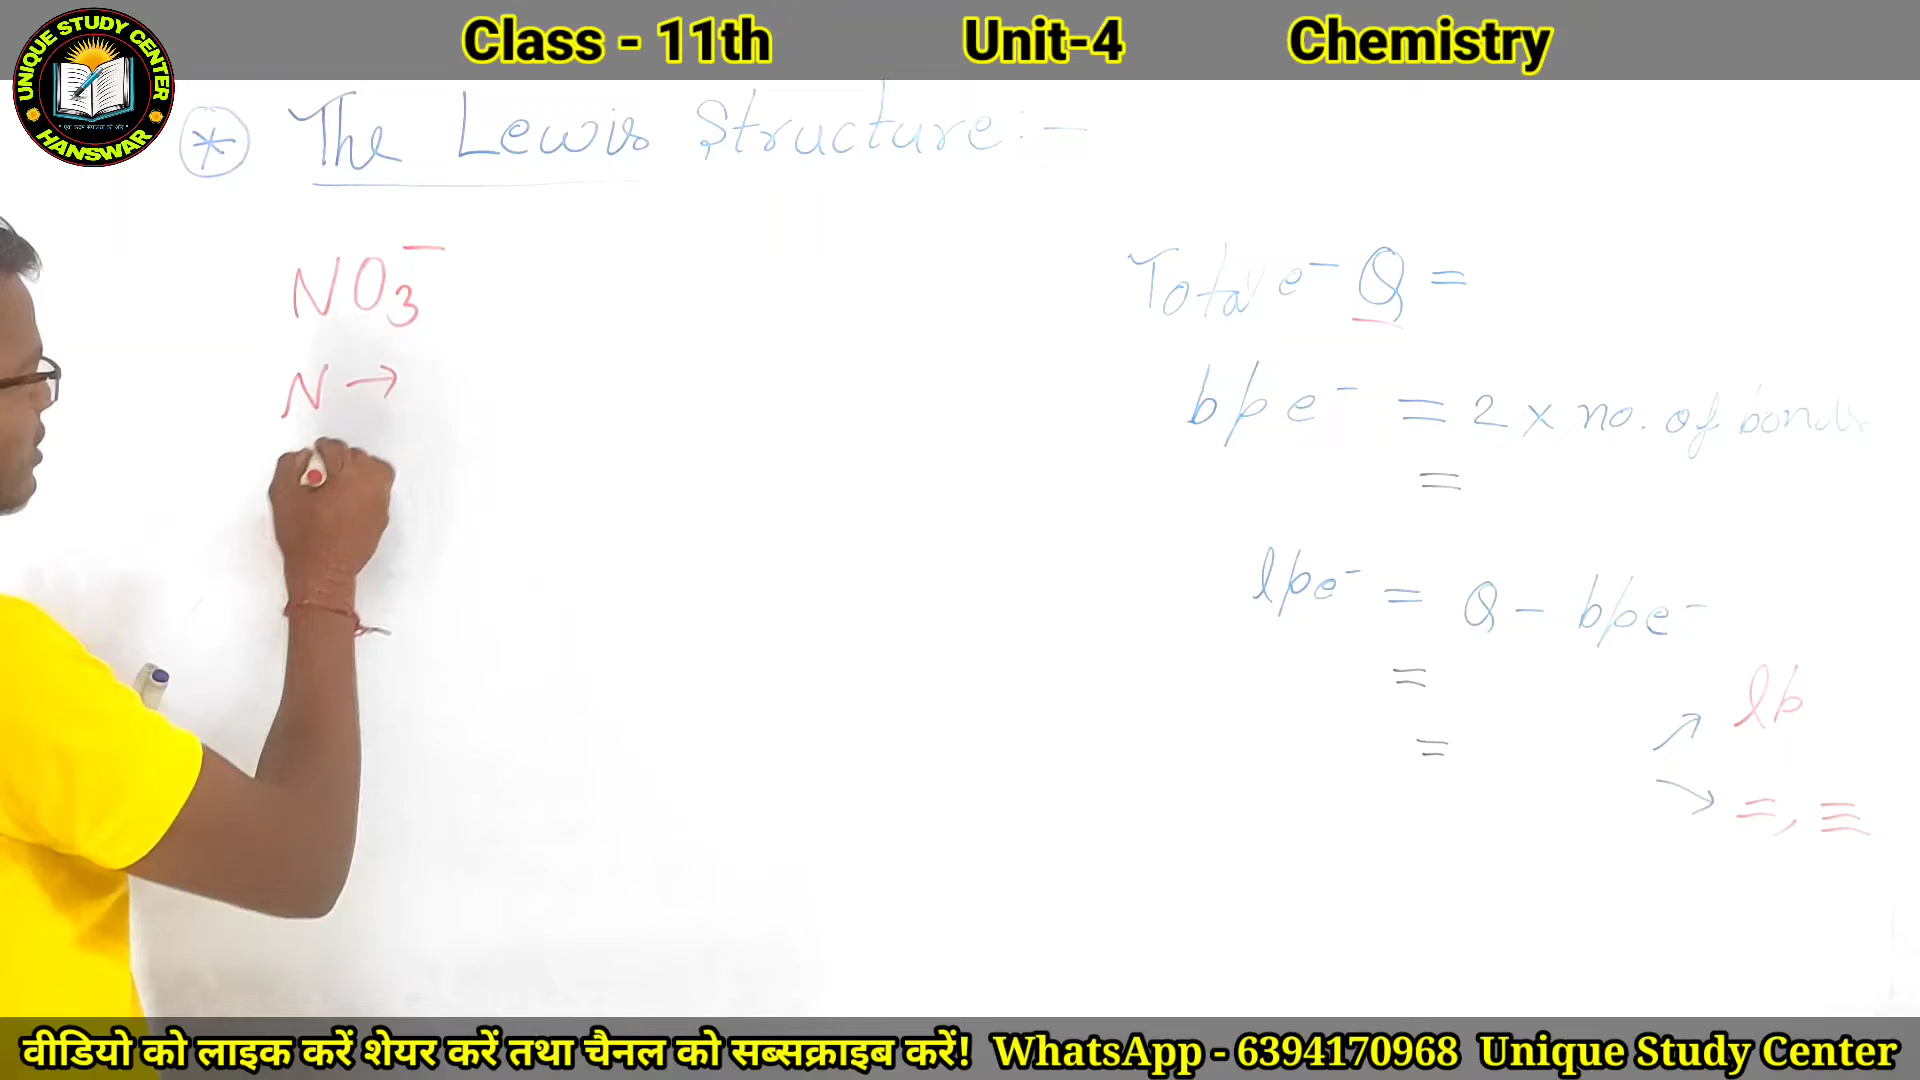 Class - 11th Unit-4 Chemistry
UNIQUE STUDY CENTER
HANSWAR
* The Lewis Structure :-
NO₃⁻
N →
Total e⁻ Q =
bpe⁻ = 2 × no. of bonds
=
lpe⁻ = Q - bpe⁻
=
=
lp
=, ≡
वीडियो को लाइक करें शेयर करें तथा चैनल को सब्सक्राइब करें! WhatsApp - 6394170968 Unique Study Center